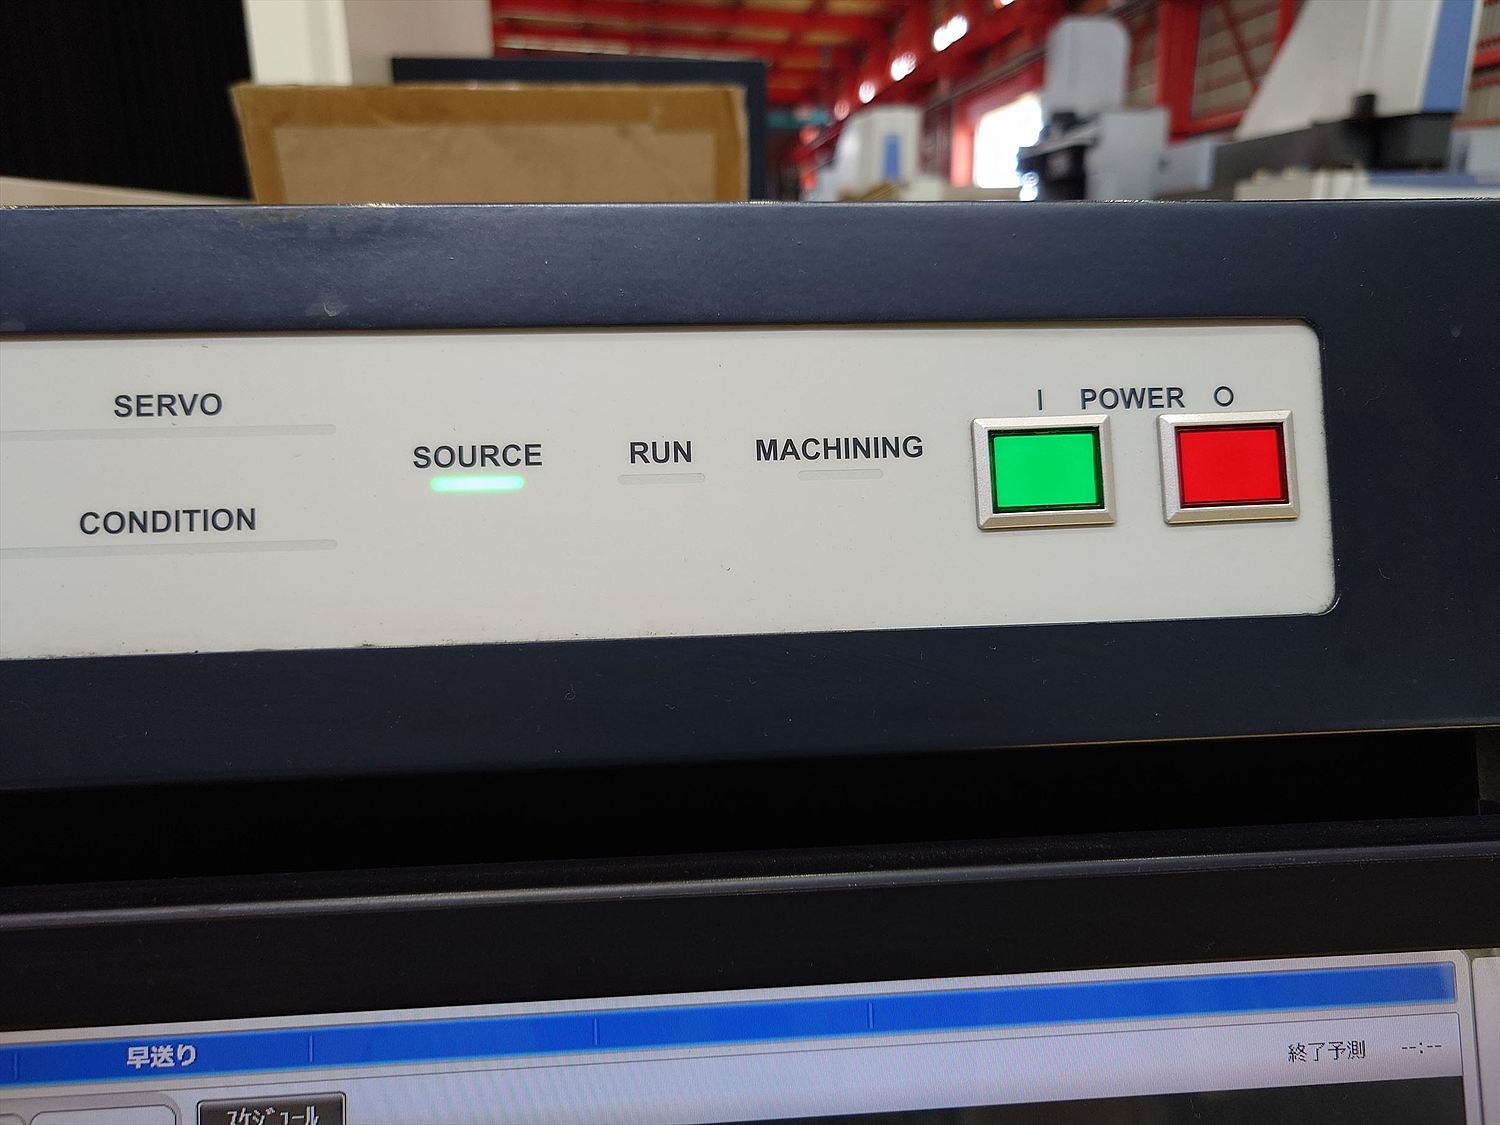 SERVO
CONDITION
SOURCE
RUN
MACHINING
I POWER O
早送り
終了予測 --:--
スケジュール